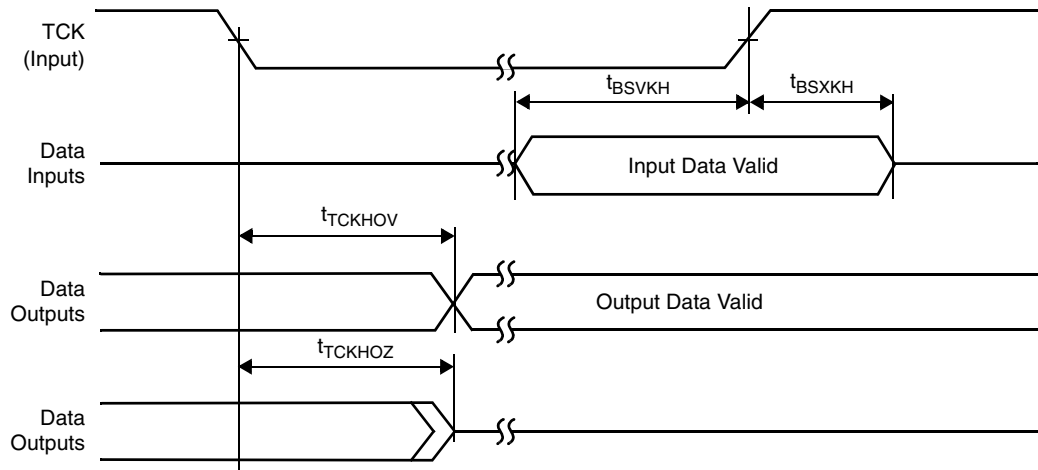 TCK
(Input)
tBSVKH
tBSXKH
Data
Inputs
Input Data Valid
tTCKHOV
Data
Outputs
Output Data Valid
tTCKHOZ
Data
Outputs